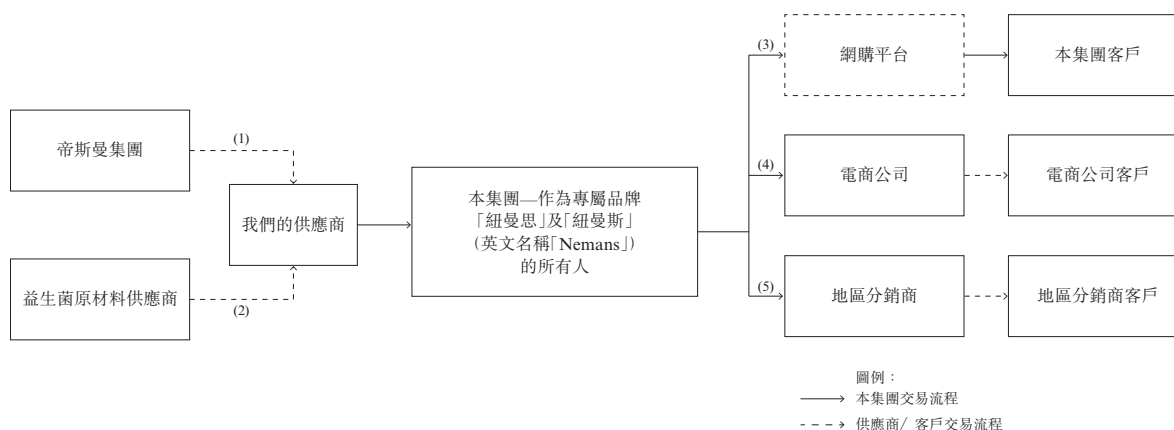 (3)
網購平台
本集團客戶
帝斯曼集團
(1)
(4)
電商公司
電商公司客戶
我們的供應商
本集團—作為專屬品牌
「紐曼思」及「紐曼斯」
(英文名稱「Nemans」)
的所有人
益生菌原材料供應商
(2)
(5)
地區分銷商
地區分銷商客戶
圖例：
本集團交易流程
供應商/ 客戶交易流程